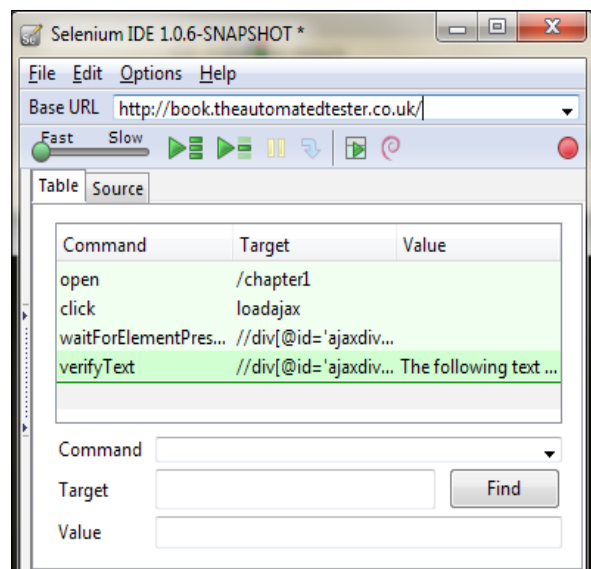 Selenium IDE 1.0.6-SNAPSHOT *
File Edit Options Help
Base URL http://book.theautomatedtester.co.uk/
Fast Slow
Table Source
Command Target Value
open /chapter1
click loadajax
waitForElementPres... //div[@id='ajaxdiv...
verifyText //div[@id='ajaxdiv... The following text ...
Command
Target Find
Value